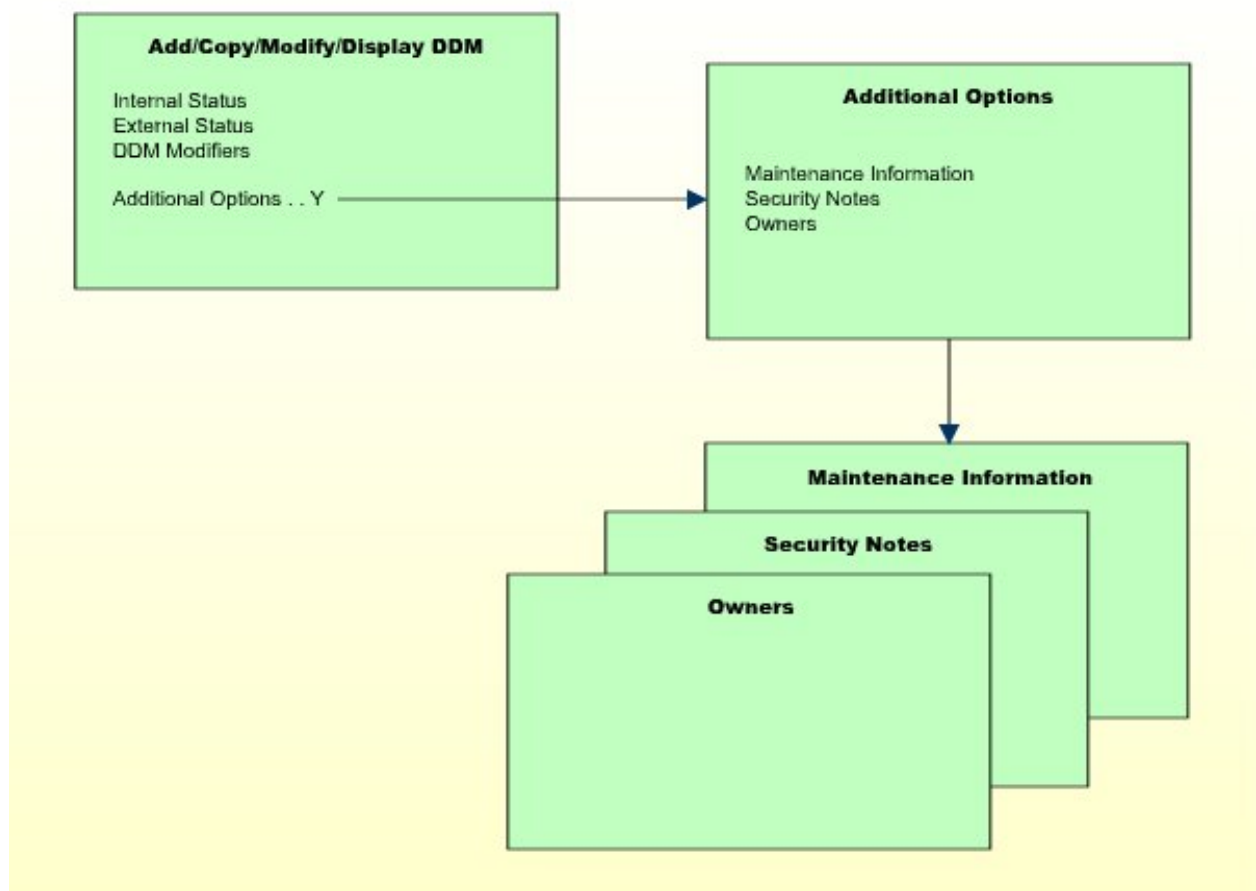 Add/Copy/Modify/Display DDM
Internal Status
External Status
DDM Modifiers
Additional Options . . Y
Additional Options
Maintenance Information
Security Notes
Owners
Maintenance Information
Security Notes
Owners